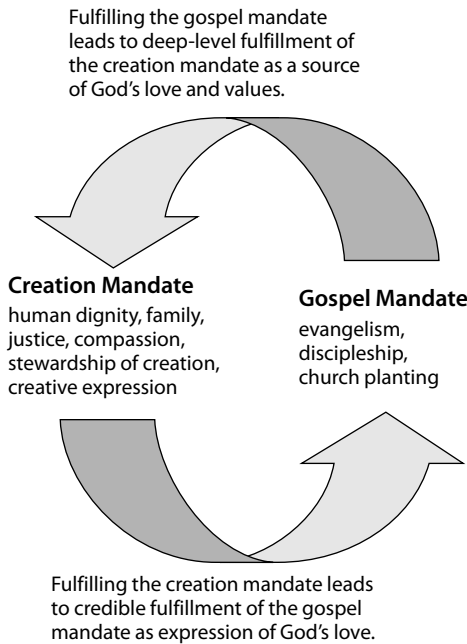 Fulfilling the gospel mandate
leads to deep-level fulfillment of
the creation mandate as a source
of God’s love and values.
Creation Mandate
human dignity, family,
justice, compassion,
stewardship of creation,
creative expression
Gospel Mandate
evangelism,
discipleship,
church planting
Fulfilling the creation mandate leads
to credible fulfillment of the gospel
mandate as expression of God’s love.